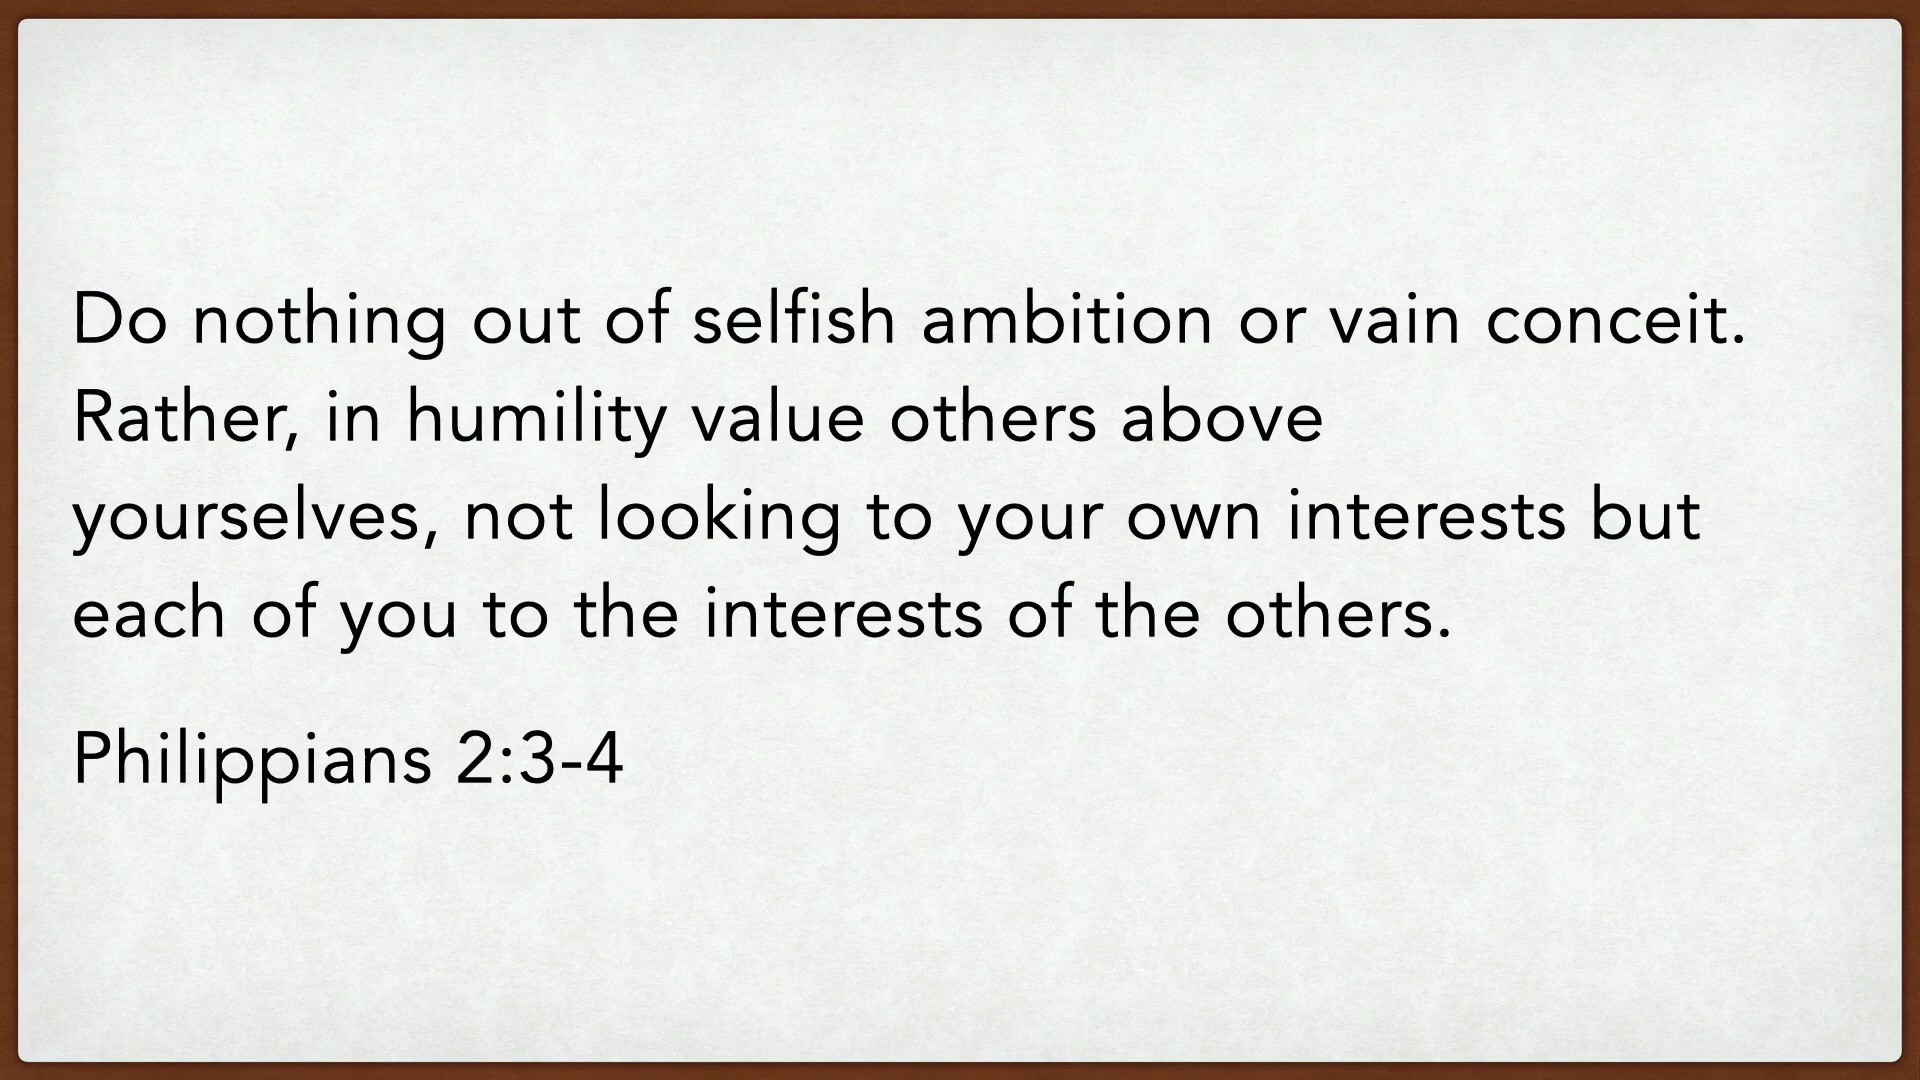 Do nothing out of selfish ambition or vain conceit.
Rather, in humility value others above
yourselves, not looking to your own interests but
each of you to the interests of the others.
Philippians 2:3-4